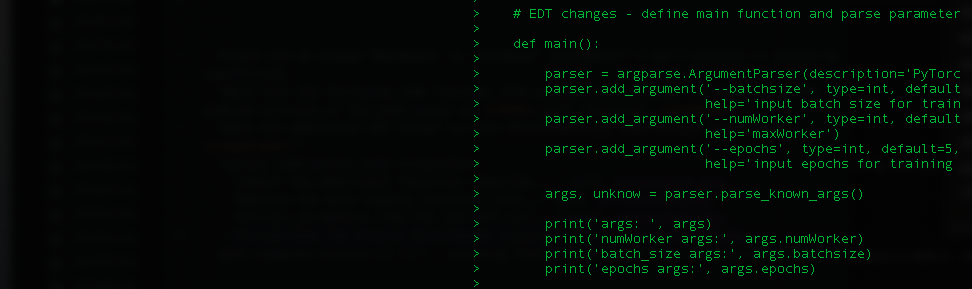 >
> # EDT changes - define main function and parse parameter
>
> def main():
>
> parser = argparse.ArgumentParser(description='PyTorc
> parser.add_argument('--batchsize', type=int, default
> help='input batch size for train
> parser.add_argument('--numWorker', type=int, default
> help='maxWorker')
> parser.add_argument('--epochs', type=int, default=5,
> help='input epochs for training
>
> args, unknow = parser.parse_known_args()
>
> print('args: ', args)
> print('numWorker args:', args.numWorker)
> print('batch_size args:', args.batchsize)
> print('epochs args:', args.epochs)
>